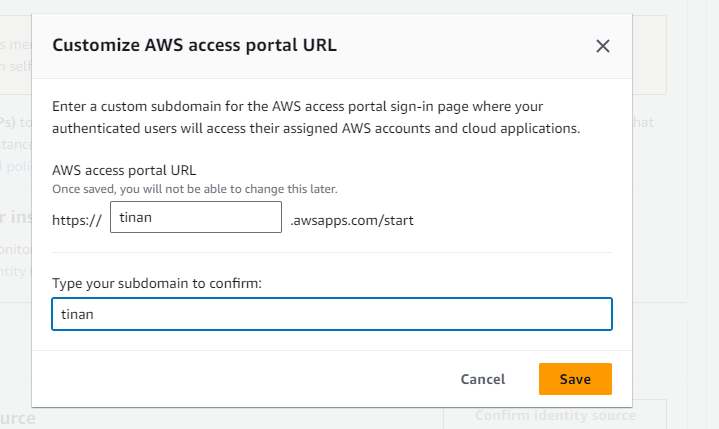 Customize AWS access portal URL
Enter a custom subdomain for the AWS access portal sign-in page where your
authenticated users will access their assigned AWS accounts and cloud applications.
AWS access portal URL
Once saved, you will not be able to change this later.
https:// tinan .awsapps.com/start
Type your subdomain to confirm:
tinan
Cancel Save
Confirm identity source